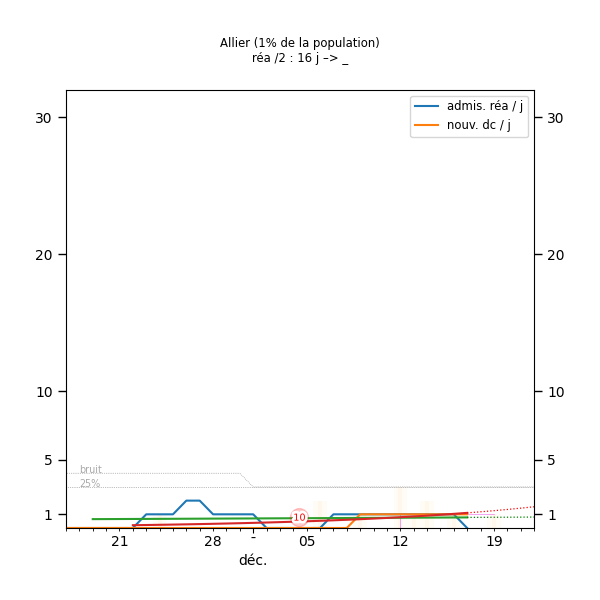 Allier (1% de la population)
réa /2 : 16 j –> _
admis. réa / j
nouv. dc / j
30 30
20 20
10 10
5 5
1 1
bruit
25%
10
21 28 - 05 12 19
déc.